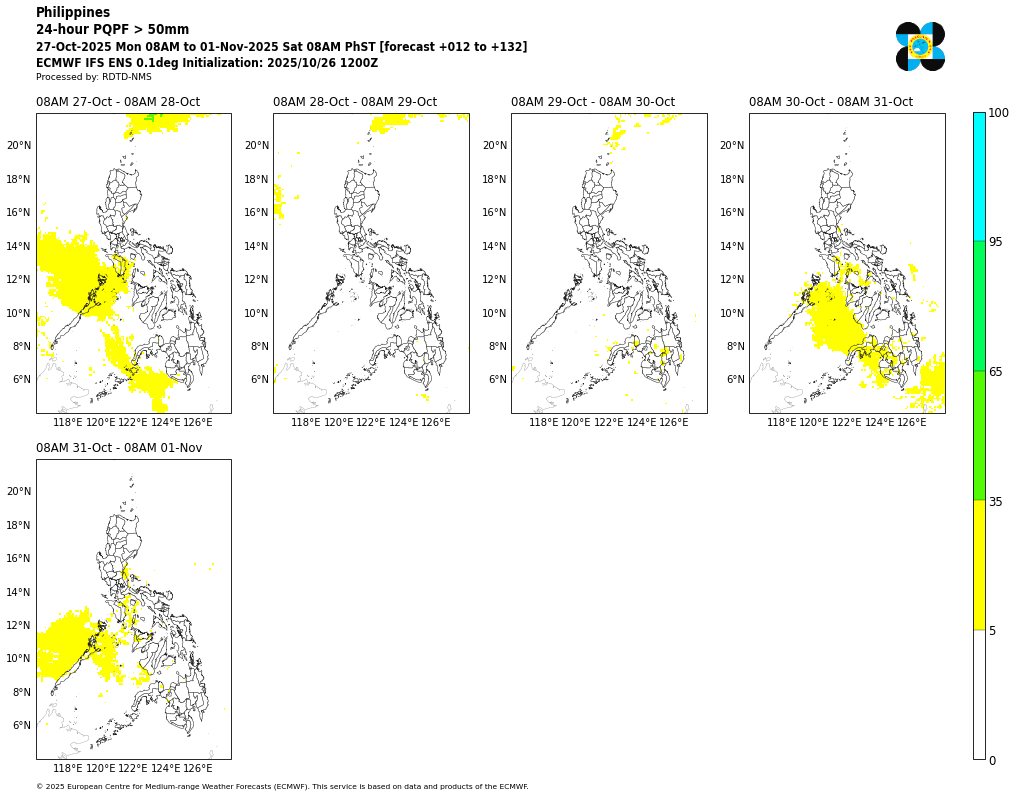 Philippines
24-hour PQPF > 50mm
27-Oct-2025 Mon 08AM to 01-Nov-2025 Sat 08AM PhST [forecast +012 to +132]
ECMWF IFS ENS 0.1deg Initialization: 2025/10/26 1200Z
Processed by: RDTD-NMS
08AM 27-Oct - 08AM 28-Oct
08AM 28-Oct - 08AM 29-Oct
08AM 29-Oct - 08AM 30-Oct
08AM 30-Oct - 08AM 31-Oct
20°N 20°N 20°N 20°N
18°N 18°N 18°N 18°N
16°N 16°N 16°N 16°N
14°N 14°N 14°N 14°N
12°N 12°N 12°N 12°N
10°N 10°N 10°N 10°N
8°N 8°N 8°N 8°N
6°N 6°N 6°N 6°N
118°E 120°E 122°E 124°E 126°E 118°E 120°E 122°E 124°E 126°E 118°E 120°E 122°E 124°E 126°E 118°E 120°E 122°E 124°E 126°E
100
95
65
35
5
0
08AM 31-Oct - 08AM 01-Nov
20°N
18°N
16°N
14°N
12°N
10°N
8°N
6°N
118°E 120°E 122°E 124°E 126°E
© 2025 European Centre for Medium-range Weather Forecasts (ECMWF). This service is based on data and products of the ECMWF.